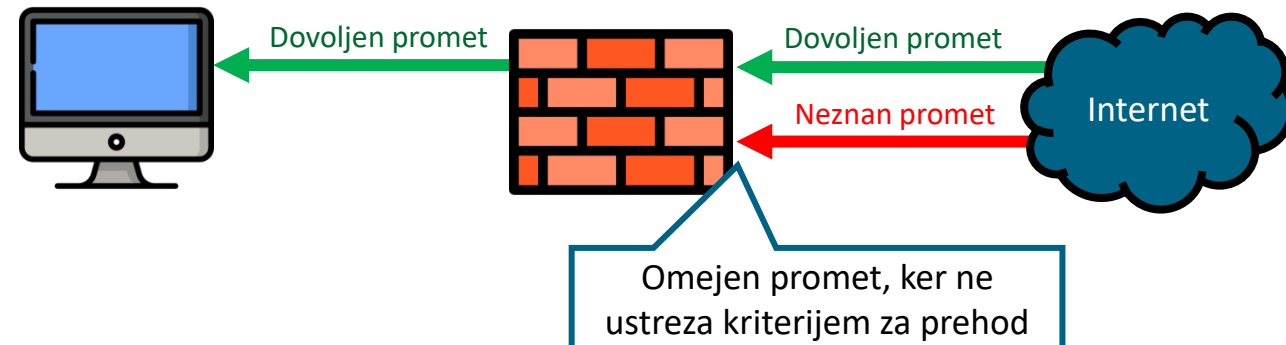 Dovoljen promet
Dovoljen promet
Neznan promet
Internet
Omejen promet, ker ne
ustreza kriterijem za prehod